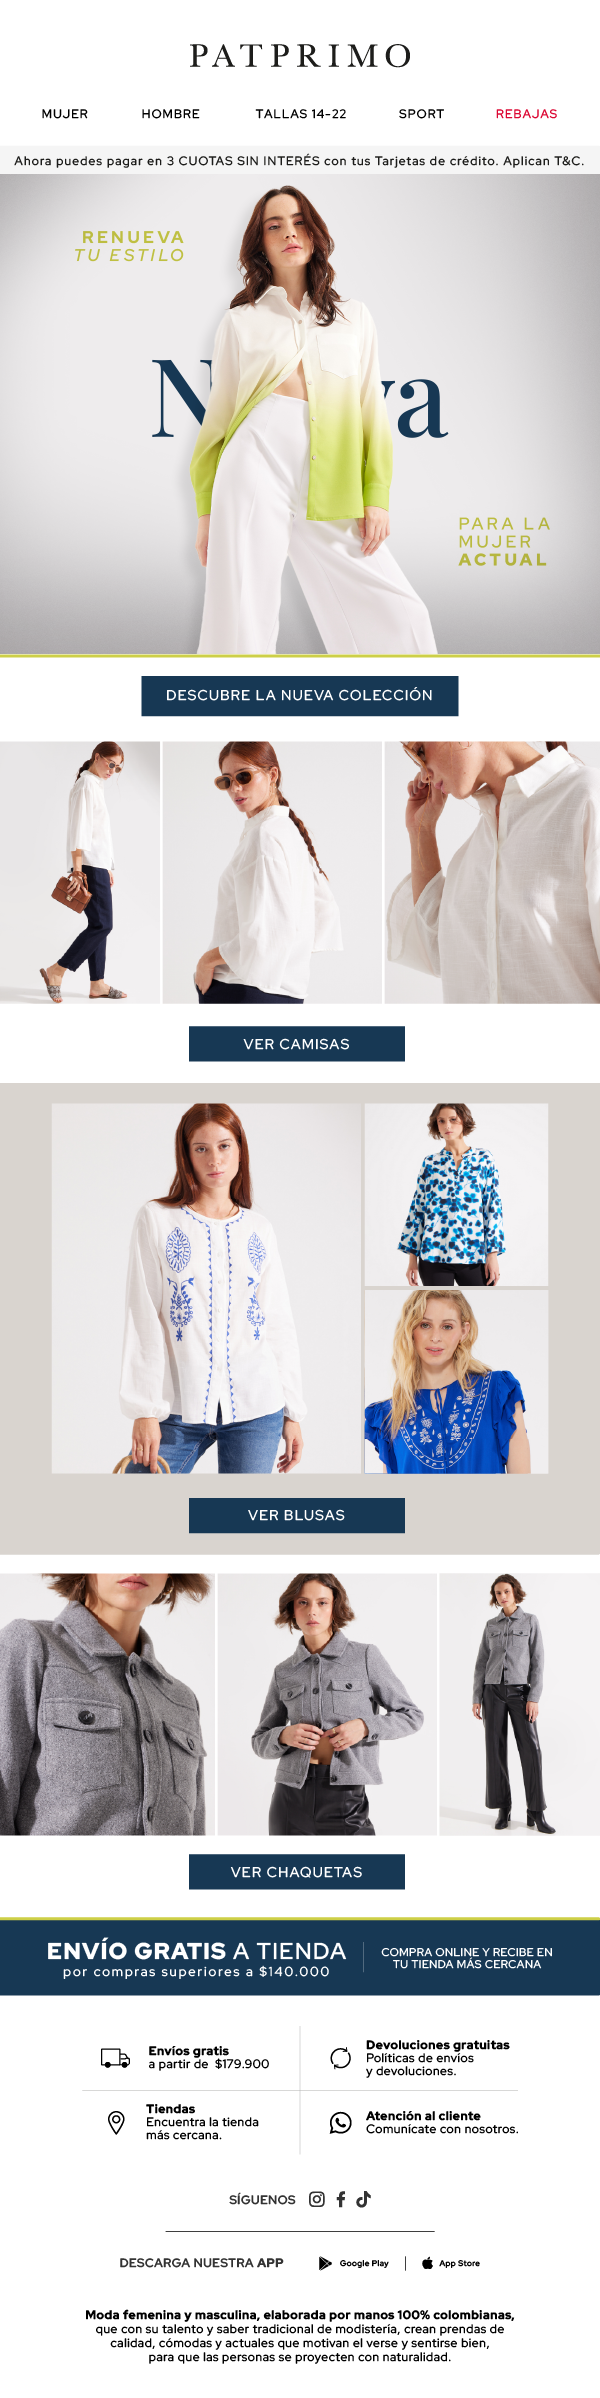 PATPRIMO
MUJER HOMBRE TALLAS 14-22 SPORT REBAJAS
Ahora puedes pagar en 3 CUOTAS SIN INTERÉS con tus Tarjetas de crédito. Aplican T&C.
RENUEVA
TU ESTILO
N va
PARA LA
MUJER
ACTUAL
DESCUBRE LA NUEVA COLECCIÓN
VER CAMISAS
VER BLUSAS
VER CHAQUETAS
ENVÍO GRATIS A TIENDA
por compras superiores a $140.000
COMPRA ONLINE Y RECIBE EN
TU TIENDA MÁS CERCANA
Envíos gratis
a partir de $179.900
Devoluciones gratuitas
Políticas de envíos
y devoluciones.
Tiendas
Encuentra la tienda
más cercana.
Atención al cliente
Comunícate con nosotros.
SÍGUENOS
DESCARGA NUESTRA APP
Google Play
App Store
Moda femenina y masculina, elaborada por manos 100% colombianas,
que con su talento y saber tradicional de modistería, crean prendas de
calidad, cómodas y actuales que motivan el verse y sentirse bien,
para que las personas se proyecten con naturalidad.